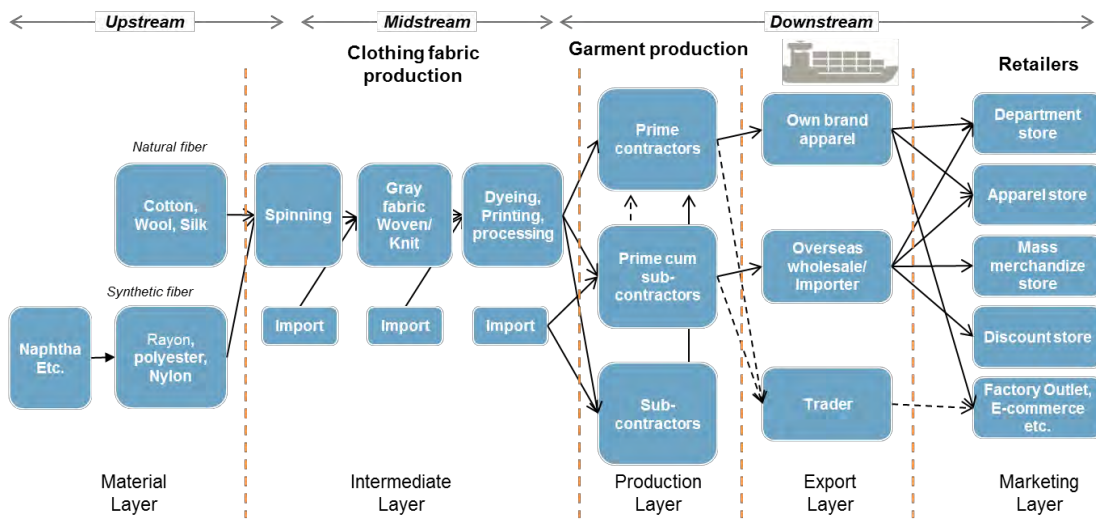 Upstream
Midstream
Downstream
Clothing fabric
production
Garment production
Retailers
Natural fiber
Cotton,
Wool, Silk
Synthetic fiber
Naphtha
Etc.
Rayon,
polyester,
Nylon
Spinning
Gray
fabric
Woven/
Knit
Dyeing,
Printing,
processing
Import
Import
Import
Prime
contractors
Prime cum
sub-
contractors
Sub-
contractors
Own brand
apparel
Overseas
wholesale/
Importer
Trader
Department
store
Apparel store
Mass
merchandize
store
Discount store
Factory Outlet,
E-commerce
etc.
Material
Layer
Intermediate
Layer
Production
Layer
Export
Layer
Marketing
Layer